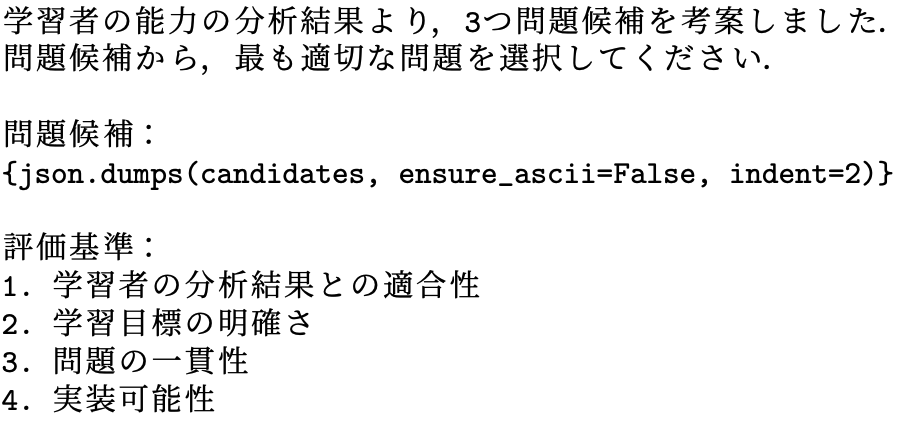 学習者の能力の分析結果より，3つ問題候補を考案しました．
問題候補から，最も適切な問題を選択してください．
問題候補：
{json.dumps(candidates, ensure_ascii=False, indent=2)}
評価基準：
1. 学習者の分析結果との適合性
2. 学習目標の明確さ
3. 問題の一貫性
4. 実装可能性